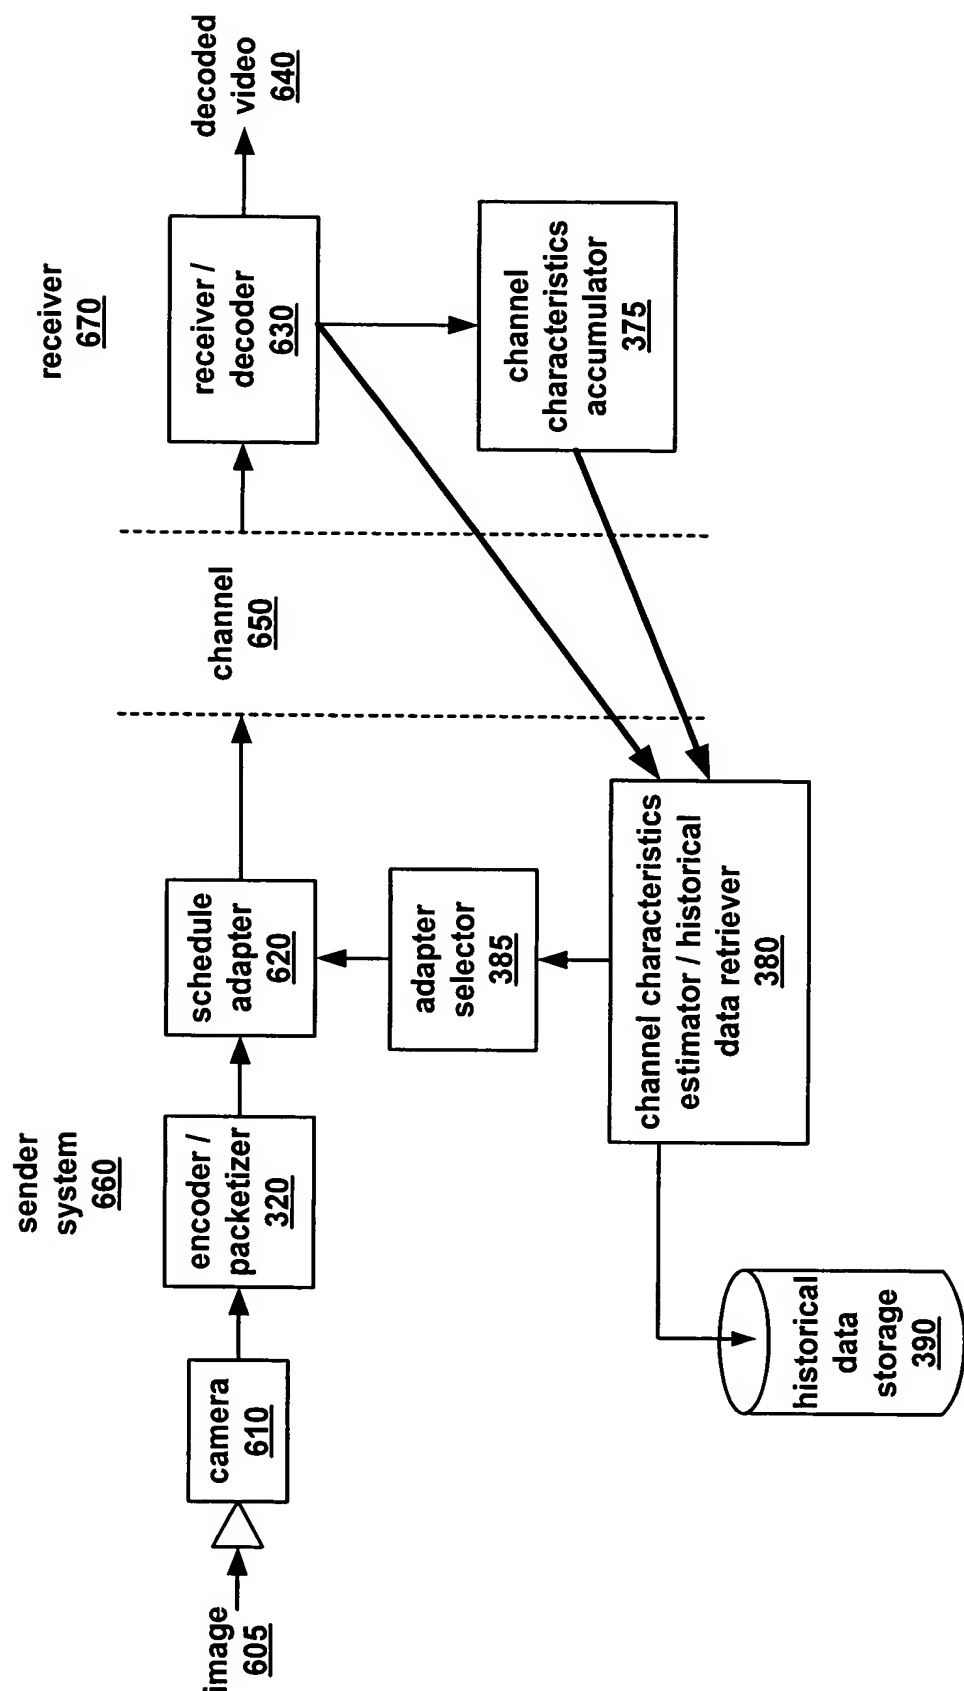 sender
system
660
receiver
670
image
605
camera
610
encoder /
packetizer
320
schedule
adapter
620
channel
650
receiver /
decoder
630
decoded
video
640
adapter
selector
385
channel
characteristics
accumulator
375
channel characteristics
estimator / historical
data retriever
380
historical
data
storage
390